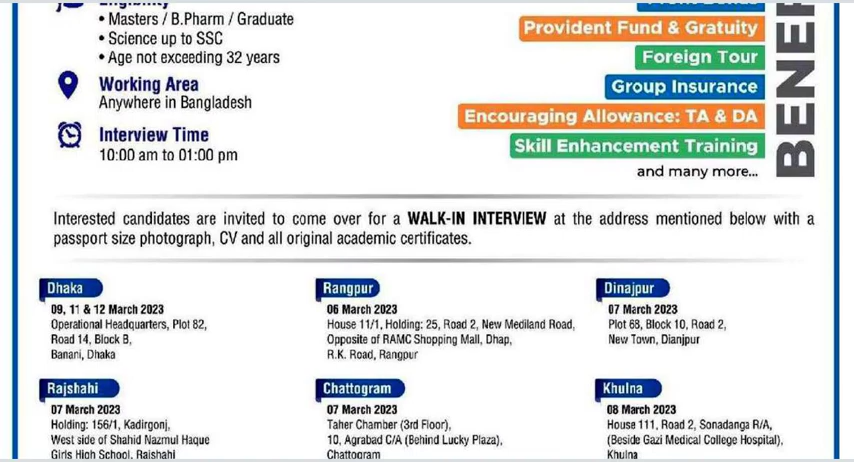 Eligibility
• Masters / B.Pharm / Graduate
• Science up to SSC
• Age not exceeding 32 years
Working Area
Anywhere in Bangladesh
Interview Time
10:00 am to 01:00 pm
Provident Fund & Gratuity
Foreign Tour
Group Insurance
Encouraging Allowance: TA & DA
Skill Enhancement Training
and many more...
Interested candidates are invited to come over for a WALK-IN INTERVIEW at the address mentioned below with a
passport size photograph, CV and all original academic certificates.
Dhaka
09, 11 & 12 March 2023
Operational Headquarters, Plot 82,
Road 14, Block B,
Banani, Dhaka
Rangpur
06 March 2023
House 11/1, Holding: 25, Road 2, New Mediland Road,
Opposite of RAMC Shopping Mall, Dhap,
R.K. Road, Rangpur
Dinajpur
07 March 2023
Plot 68, Block 10, Road 2,
New Town, Dianjpur
Rajshahi
07 March 2023
Holding: 156/1, Kadirgonj,
West side of Shahid Nazmul Haque
Girls High School, Rajshahi
Chattogram
07 March 2023
Taher Chamber (3rd Floor),
10, Agrabad C/A (Behind Lucky Plaza),
Chattogram
Khulna
08 March 2023
House 111, Road 2, Sonadanga R/A,
(Beside Gazi Medical College Hospital),
Khulna